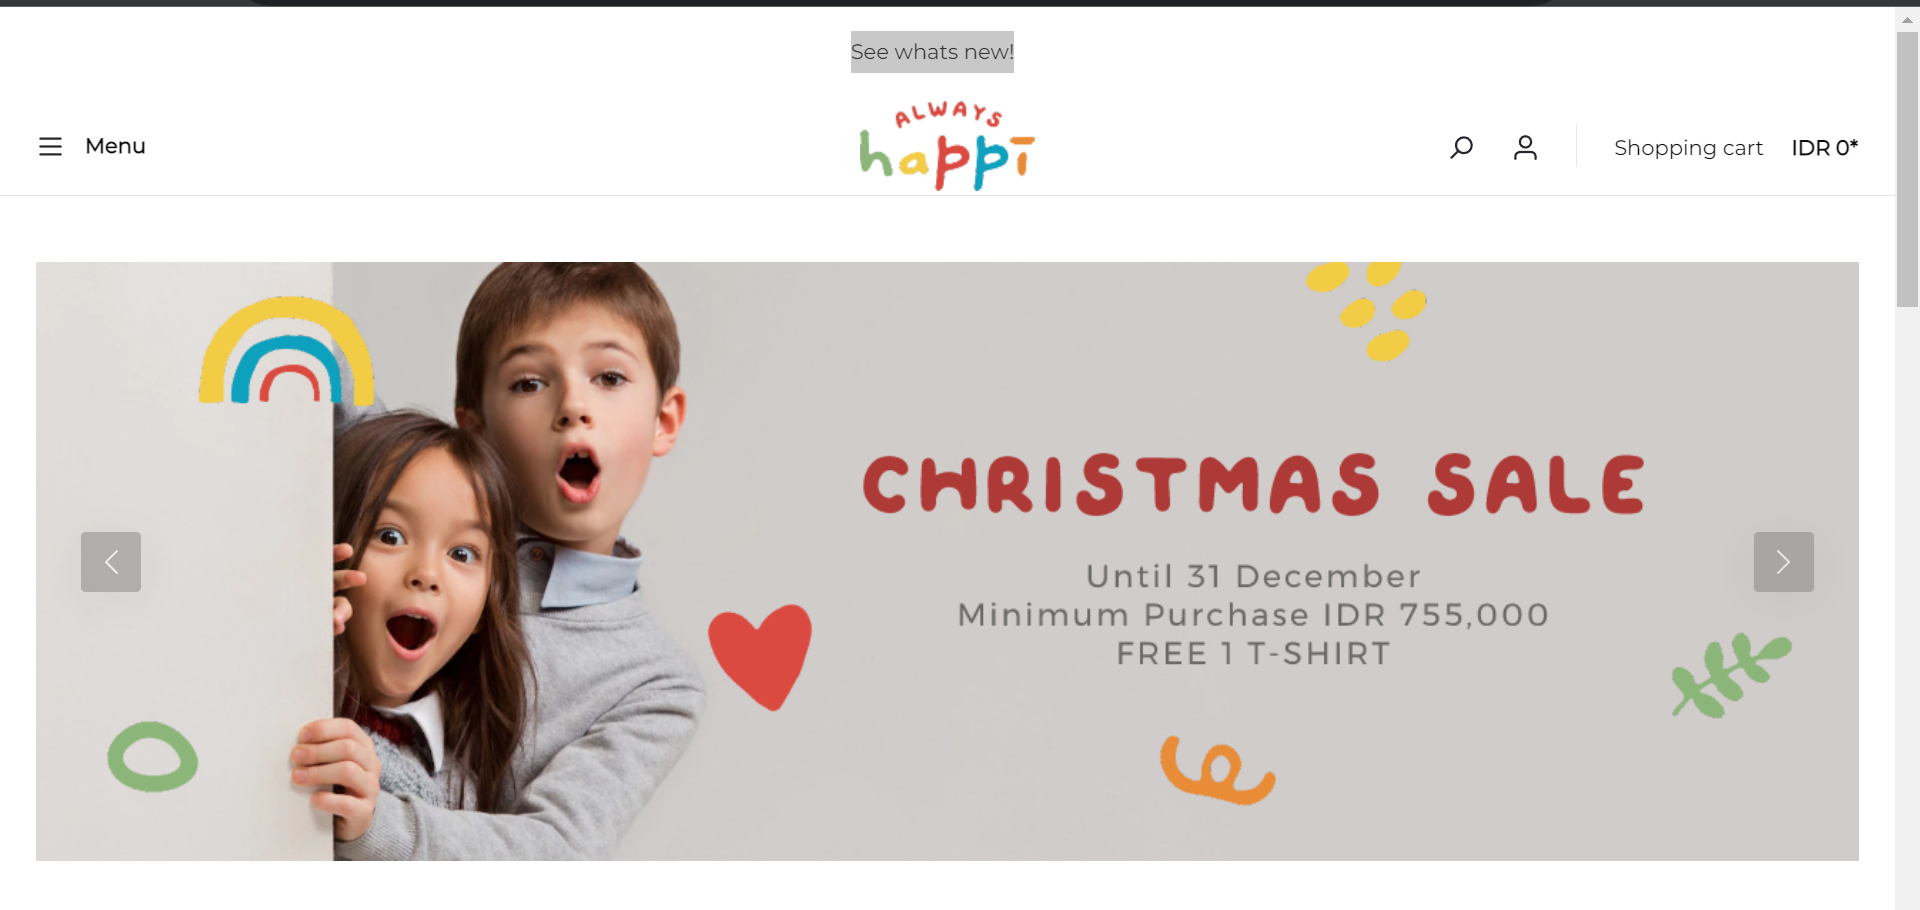 See whats new!
ALWAYS
happi
Menu
Shopping cart IDR 0*
CHRISTMAS SALE
Until 31 December
Minimum Purchase IDR 755,000
FREE 1 T-SHIRT